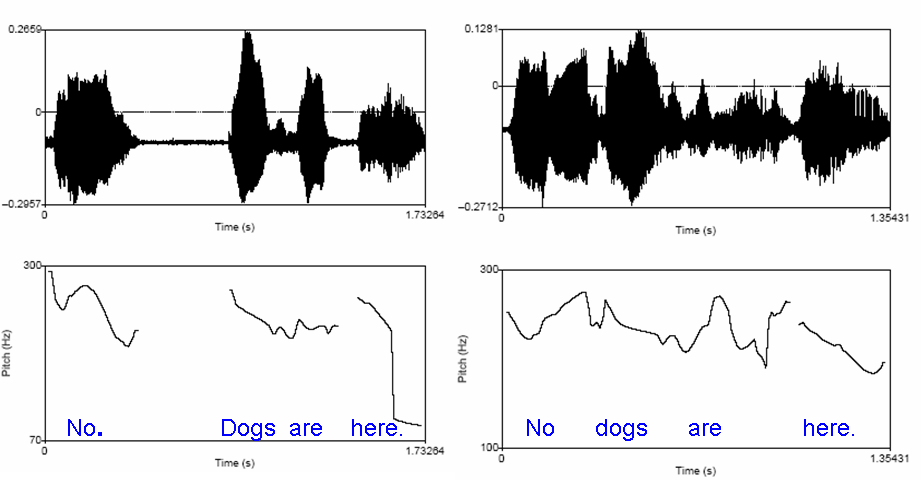 0.2659
0
-0.2957
0
1.73264
Time (s)
0.1281
0
-0.2712
0
1.35431
Time (s)
300
Pitch (Hz)
No. Dogs are here.
70
0
1.73264
Time (s)
300
Pitch (Hz)
No dogs are here.
100
0
1.35431
Time (s)